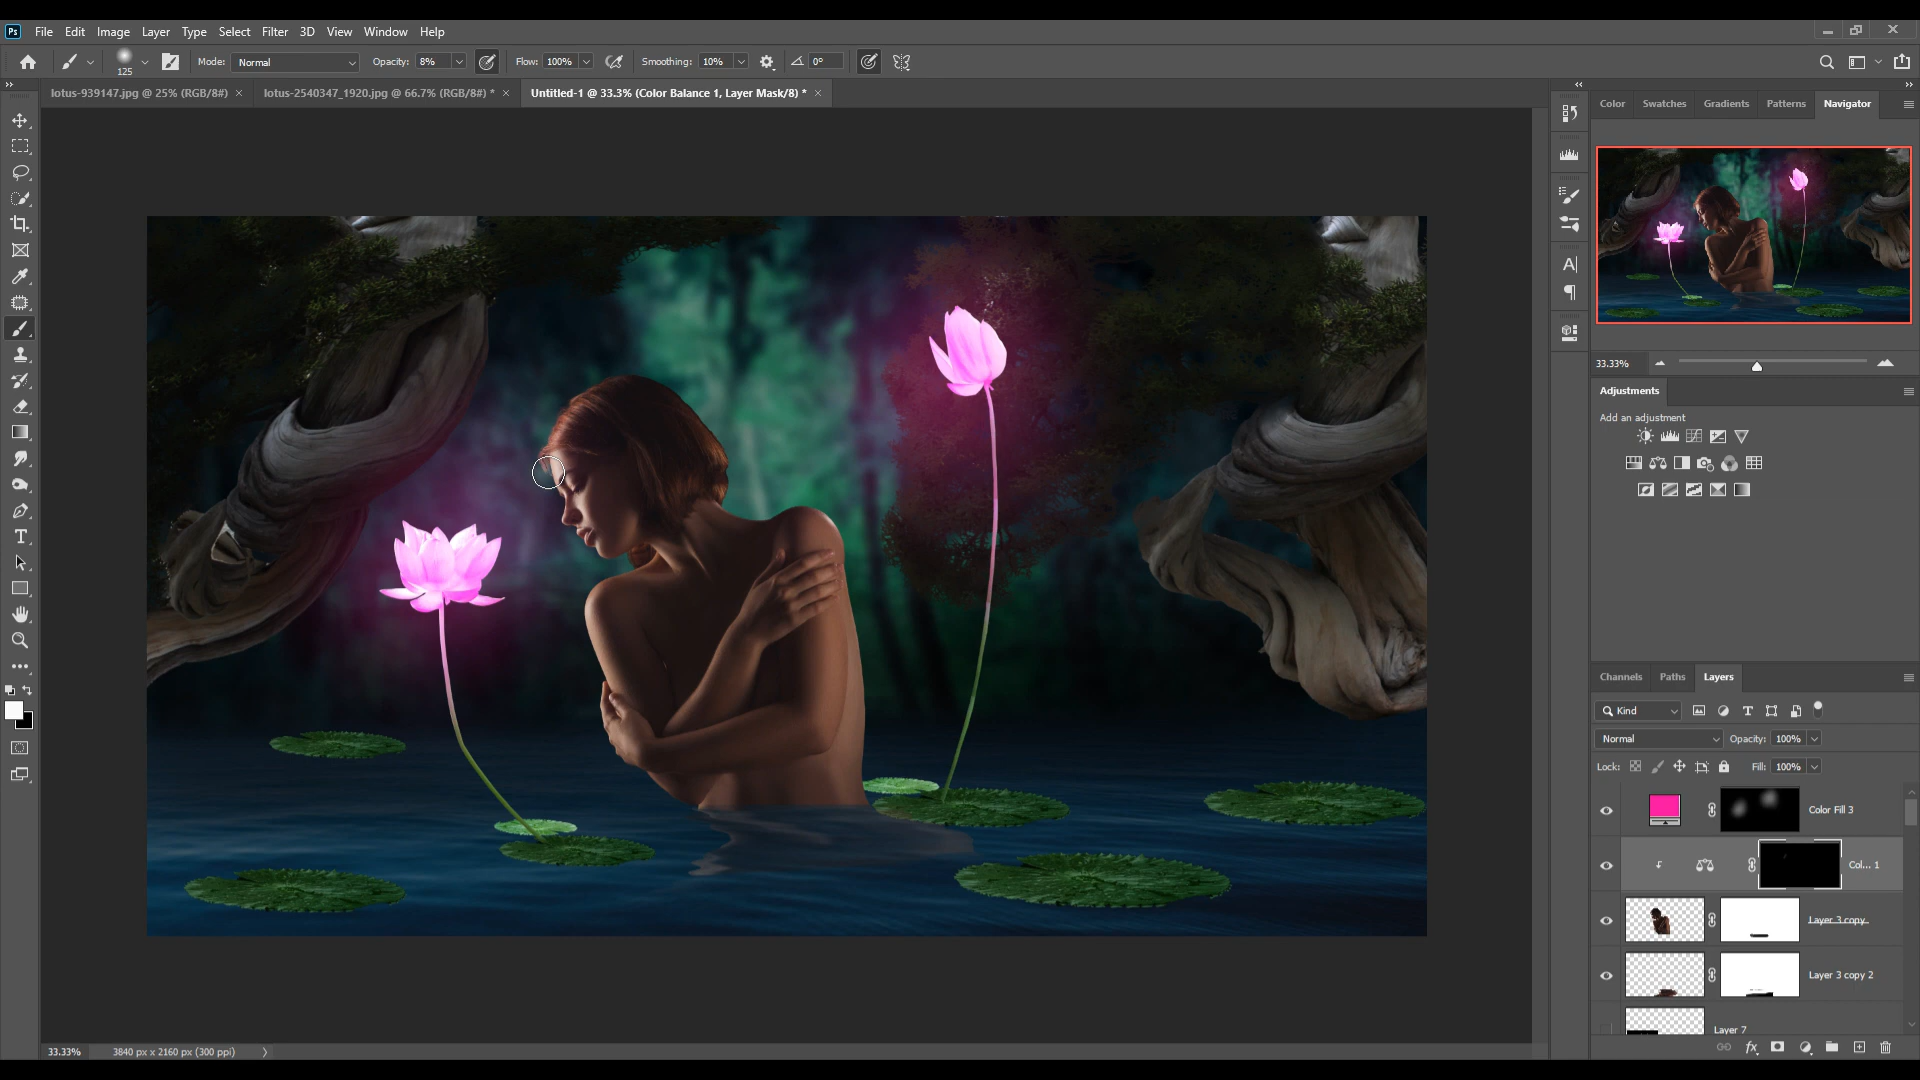 Ps File Edit Image Layer Type Select Filter 3D View Window Help
125 Mode: Normal Opacity: 8% Flow: 100% Smoothing: 10% 0°
lotus-939147.jpg @ 25% (RGB/8#) × lotus-2540347_1920.jpg @ 66.7% (RGB/8#) * × Untitled-1 @ 33.3% (Color Balance 1, Layer Mask/8) * ×
Color Swatches Gradients Patterns Navigator
33.33%
Adjustments
Add an adjustment
Channels Paths Layers
Kind
Normal Opacity: 100%
Lock: Fill: 100%
Color Fill 3
Col... 1
Layer 3 copy
Layer 3 copy 2
Layer 7
fx
33.33% 3840 px x 2160 px (300 ppi)